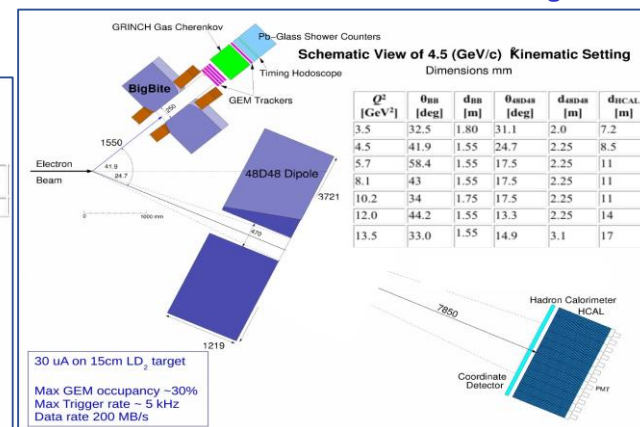 GRINCH Gas Cherenkov
Pb-Glass Shower Counters
Timing Hodoscope
GEM Trackers
BigBite
250
1550
Electron
Beam
41.9
24.7
0 1000 mm
48D48 Dipole
3721
470
1219
Schematic View of 4.5 (GeV/c) Kinematic Setting
Dimensions mm
Q² [GeV²] θBB [deg] dBB [m] θ48D48 [deg] d48D48 [m] dHCAL [m]
3.5 32.5 1.80 31.1 2.0 7.2
4.5 41.9 1.55 24.7 2.25 8.5
5.7 58.4 1.55 17.5 2.25 11
8.1 43 1.55 17.5 2.25 11
10.2 34 1.75 17.5 2.25 11
12.0 44.2 1.55 13.3 2.25 14
13.5 33.0 1.55 14.9 3.1 17
7850
Hadron Calorimeter
HCAL
Coordinate
Detector
PMT
30 uA on 15cm LD₂ target
Max GEM occupancy ~30%
Max Trigger rate ~ 5 kHz
Data rate 200 MB/s